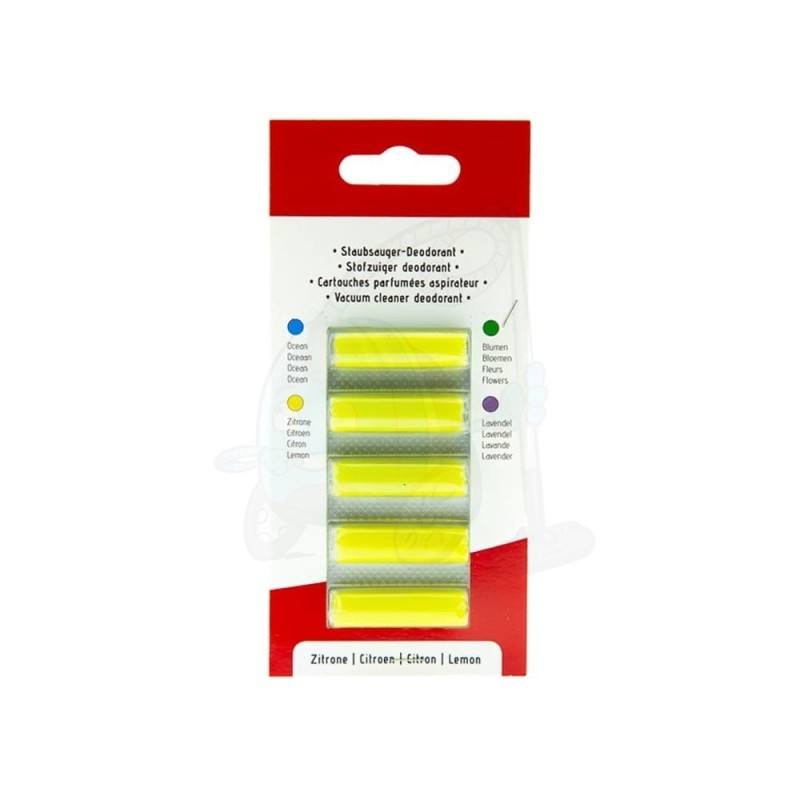 • Staubsauger-Deodorant •
• Stofzuiger deodorant •
• Cartouches parfumées aspirateur •
• Vacuum cleaner deodorant •
Ocean
Oceaan
Ocean
Ocean
Blumen
Bloemen
Fleurs
Flowers
Zitrone
Citroen
Citron
Lemon
Lavendel
Lavendel
Lavande
Lavender
Zitrone | Citroen | Citron | Lemon